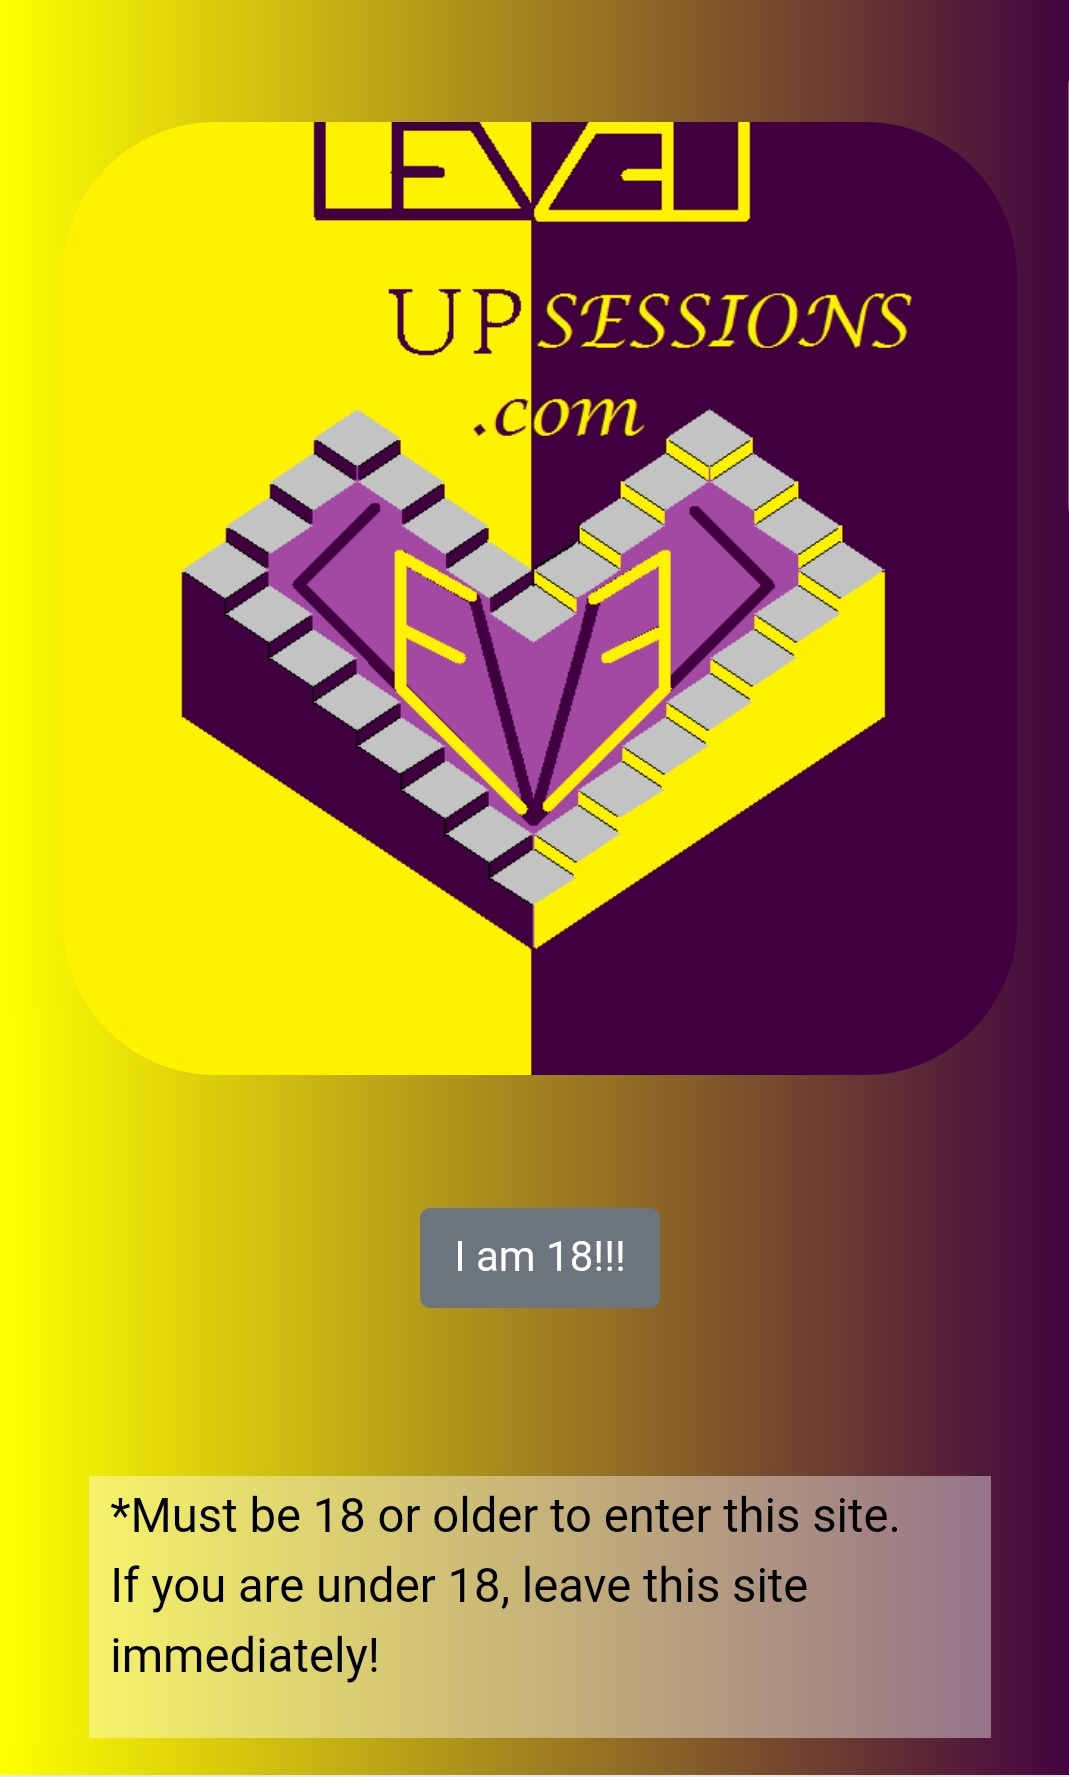 LEVEL
UP SESSIONS
.com
I am 18!!!
*Must be 18 or older to enter this site.
If you are under 18, leave this site
immediately!